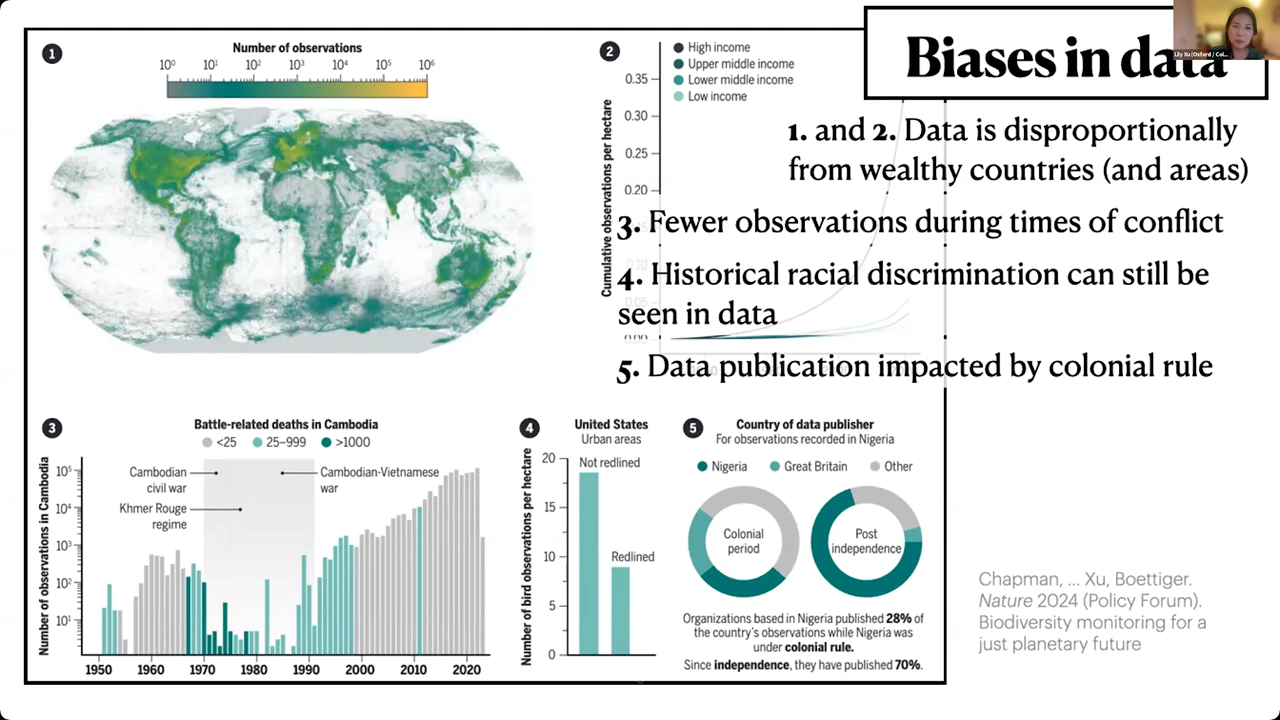 Biases in data
Lily Xu (Oxford / Col...
1
Number of observations
10⁰ 10¹ 10² 10³ 10⁴ 10⁵ 10⁶
2
High income
Upper middle income
Lower middle income
Low income
Cumulative observations per hectare
0.35
0.30
0.25
0.20
0.05
0.00
1. and 2. Data is disproportionally
from wealthy countries (and areas)
3. Fewer observations during times of conflict
4. Historical racial discrimination can still be
seen in data
5. Data publication impacted by colonial rule
3
Battle-related deaths in Cambodia
<25 25–999 >1000
Number of observations in Cambodia
10⁵
10⁴
10³
10²
10¹
Cambodian
civil war
Khmer Rouge
regime
Cambodian-Vietnamese
war
1950 1960 1970 1980 1990 2000 2010 2020
4
United States
Urban areas
Number of bird observations per hectare
20
15
10
5
0
Not redlined
Redlined
5
Country of data publisher
For observations recorded in Nigeria
Nigeria Great Britain Other
Colonial
period
Post
independence
Organizations based in Nigeria published 28% of
the country's observations while Nigeria was
under colonial rule.
Since independence, they have published 70%.
Chapman, ... Xu, Boettiger.
Nature 2024 (Policy Forum).
Biodiversity monitoring for a
just planetary future